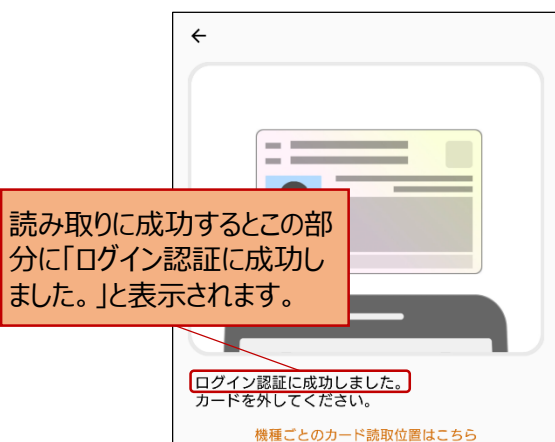 読み取りに成功するとこの部
分に「ログイン認証に成功し
ました。」と表示されます。
ログイン認証に成功しました。
カードを外してください。
機種ごとのカード読取位置はこちら